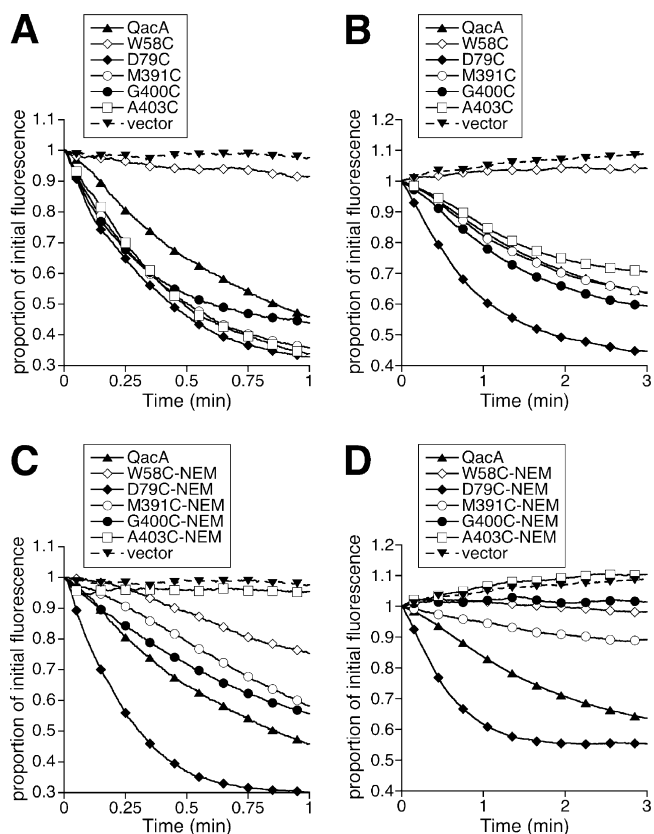 A
QacA
W58C
D79C
M391C
G400C
A403C
vector
proportion of initial fluorescence
1.1
1
0.9
0.8
0.7
0.6
0.5
0.4
0.3
0
0.25
0.5
0.75
1
Time (min)
B
QacA
W58C
D79C
M391C
G400C
A403C
vector
proportion of initial fluorescence
1.2
1.1
1
0.9
0.8
0.7
0.6
0.5
0.4
0
1
2
3
Time (min)
C
QacA
W58C-NEM
D79C-NEM
M391C-NEM
G400C-NEM
A403C-NEM
vector
proportion of initial fluorescence
1.1
1
0.9
0.8
0.7
0.6
0.5
0.4
0.3
0
0.25
0.5
0.75
1
Time (min)
D
QacA
W58C-NEM
D79C-NEM
M391C-NEM
G400C-NEM
A403C-NEM
vector
proportion of initial fluorescence
1.2
1.1
1
0.9
0.8
0.7
0.6
0.5
0.4
0
1
2
3
Time (min)